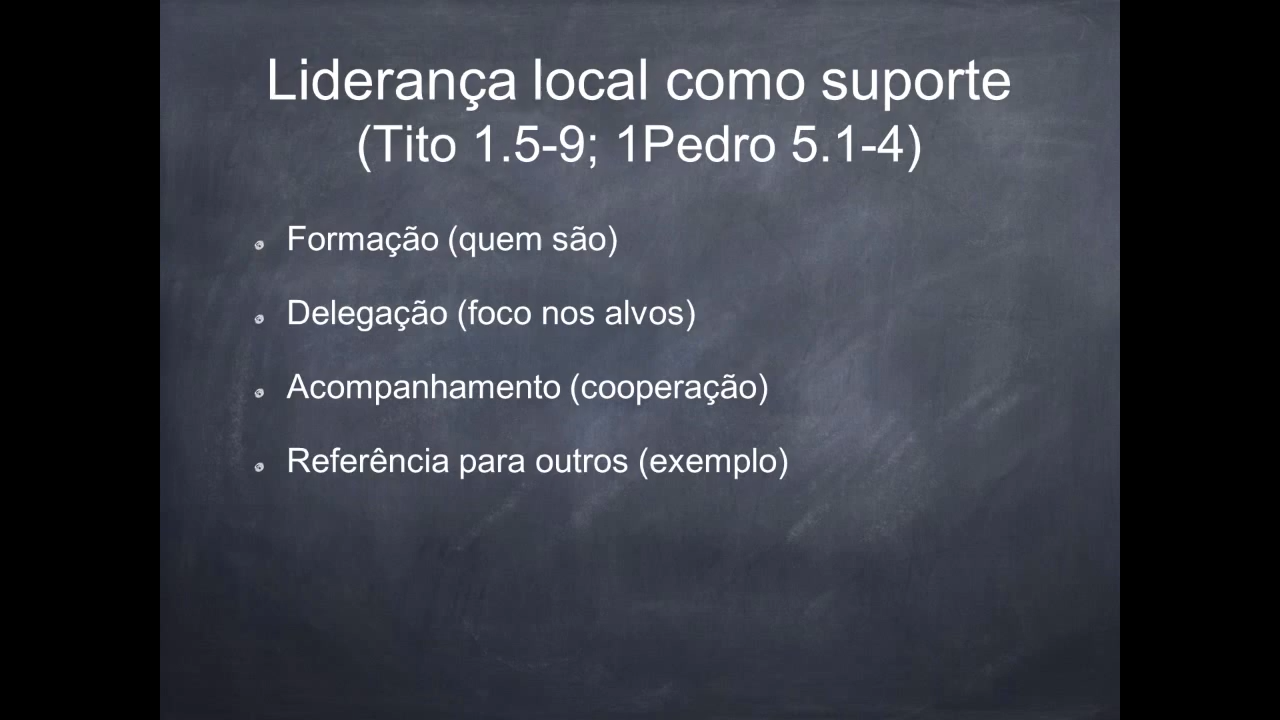 Liderança local como suporte
(Tito 1.5-9; 1Pedro 5.1-4)
Formação (quem são)
Delegação (foco nos alvos)
Acompanhamento (cooperação)
Referência para outros (exemplo)